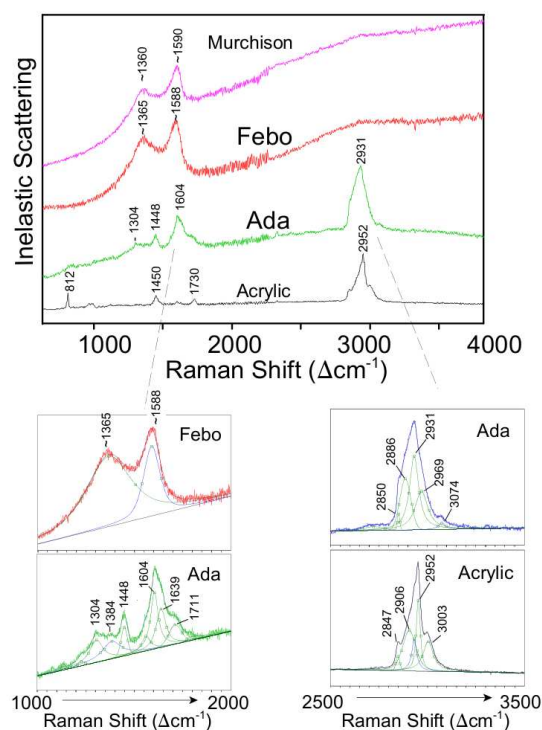 Murchison
~1360
~1590
1365
1588
Febo
2931
Inelastic Scattering
1304
1448
1604
Ada
2952
812
1450
1730
Acrylic
1000 2000 3000 4000
Raman Shift (Δcm-1)
~1365
~1588
Febo
2931
2886
Ada
2969
2850
3074
1604
1639
Ada
1304
1384
1448
1711
2952
Acrylic
2906
2847
3003
1000 2000
Raman Shift (Δcm-1)
2500 3500
Raman Shift (Δcm-1)